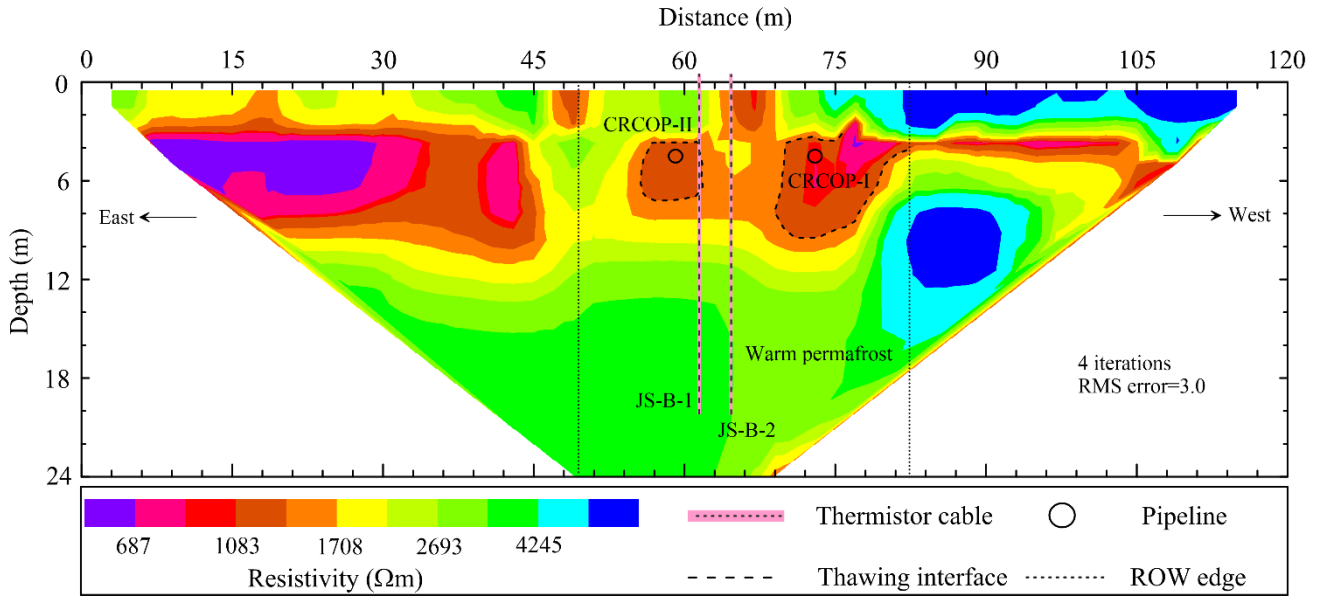 Distance (m)
0 15 30 45 60 75 90 105 120
0
6
12
18
24
Depth (m)
CRCOP-II
CRCOP-I
East
West
Warm permafrost
JS-B-1
JS-B-2
4 iterations
RMS error=3.0
687 1083 1708 2693 4245
Resistivity (Ωm)
Thermistor cable
Pipeline
Thawing interface
ROW edge